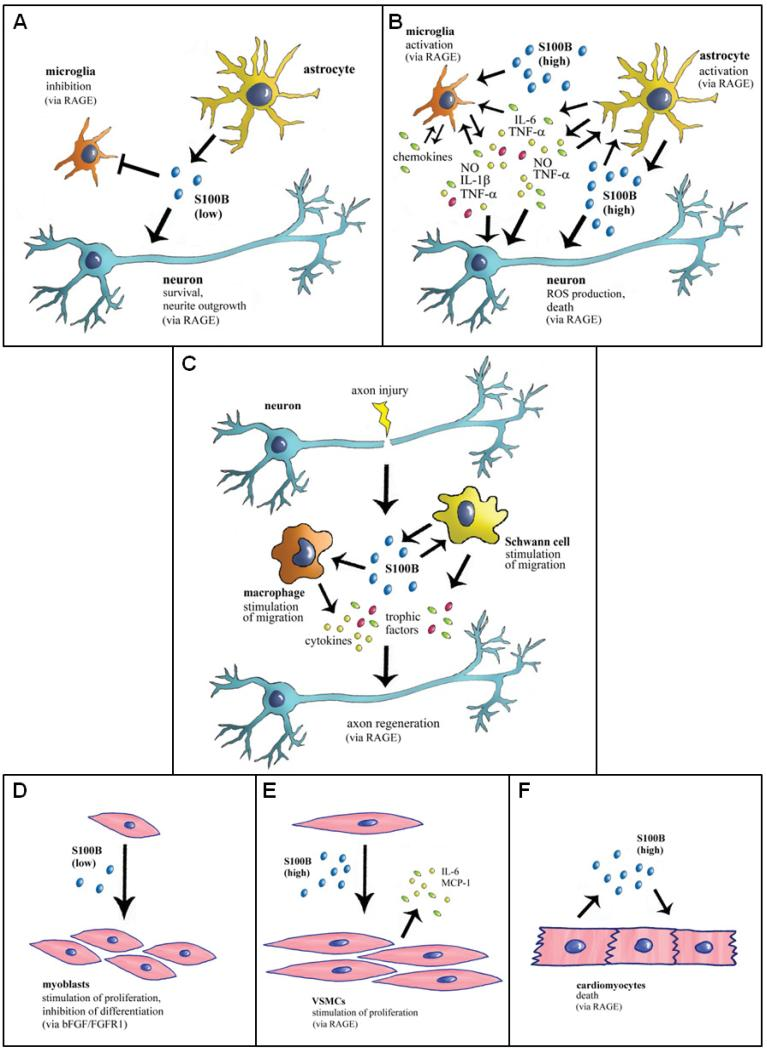 A
microglia
inhibition
(via RAGE)
astrocyte
S100B
(low)
neuron
survival,
neurite outgrowth
(via RAGE)
B
microglia
activation
(via RAGE)
S100B
(high)
astrocyte
activation
(via RAGE)
IL-6
TNF-α
chemokines
NO
IL-1β
TNF-α
NO
TNF-α
S100B
(high)
neuron
ROS production,
death
(via RAGE)
C
axon injury
neuron
S100B
Schwann cell
stimulation
of migration
macrophage
stimulation
of migration
cytokines
trophic
factors
axon regeneration
(via RAGE)
D
S100B
(low)
myoblasts
stimulation of proliferation,
inhibition of differentiation
(via bFGF/FGFR1)
E
S100B
(high)
IL-6
MCP-1
VSMCs
stimulation of proliferation
(via RAGE)
F
S100B
(high)
cardiomyocytes
death
(via RAGE)